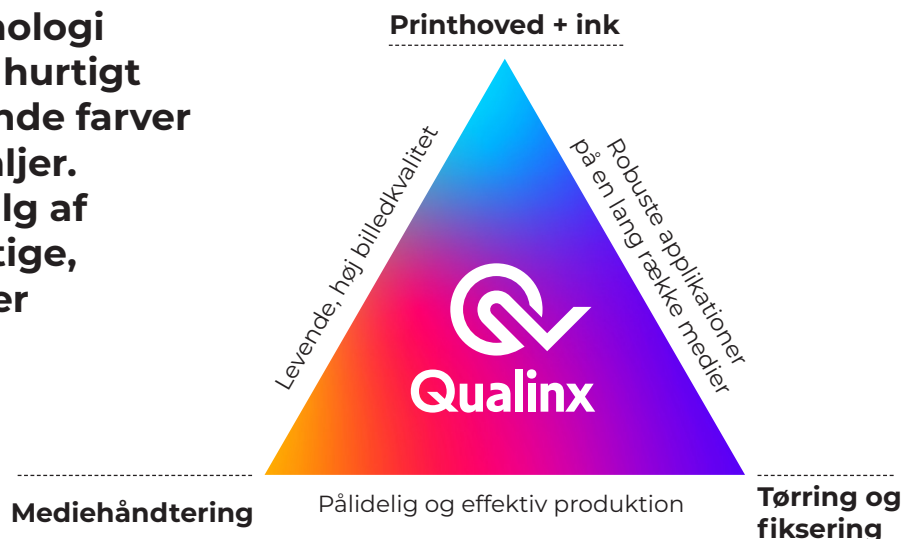 nologi
hurtigt
nde farver
aljer.
lg af
tige,
er
Printhoved + ink
Levende, høj billedkvalitet
Robuste applikationer
på en lang række medier
Qualinx
Mediehåndtering
Pålidelig og effektiv produktion
Tørring og
fiksering